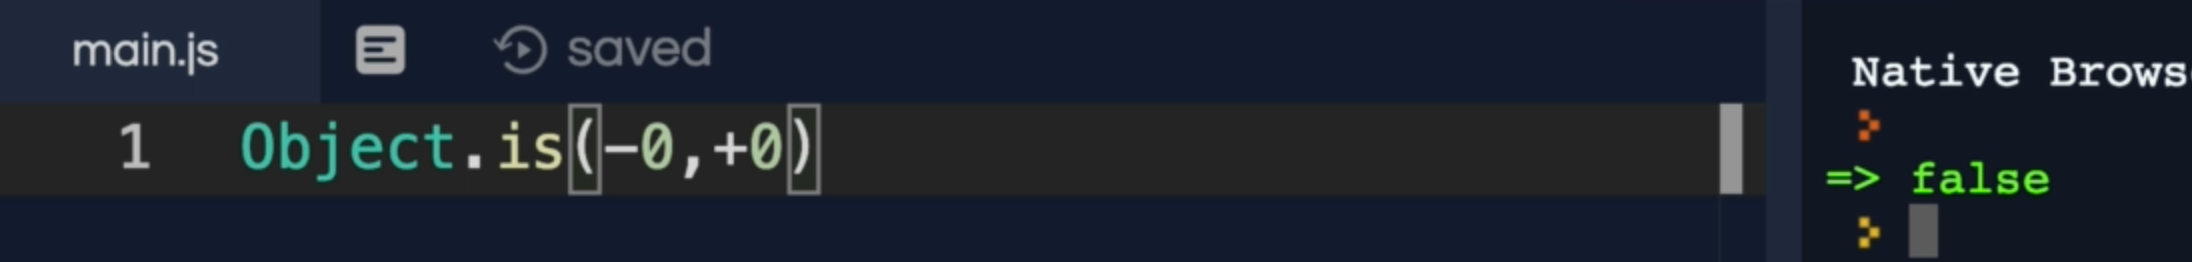 main.js saved
1 Object.is(-0,+0)
Native Brows
=> false